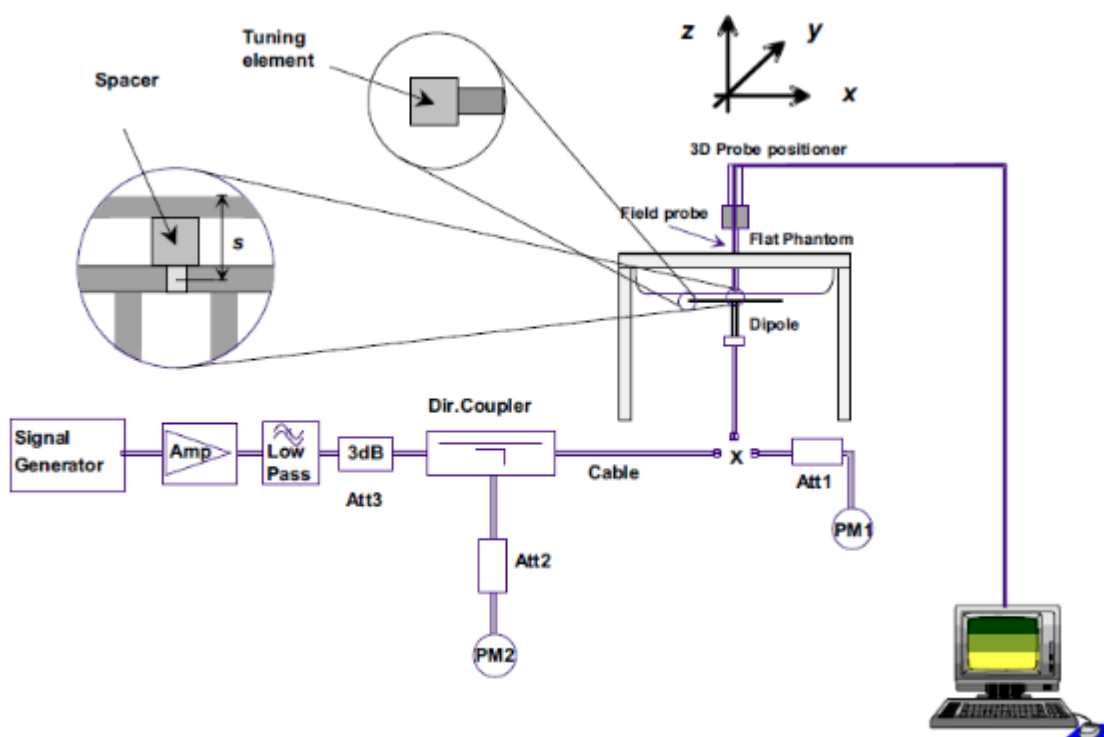 Tuning
element
Spacer
s
z
y
x
3D Probe positioner
Field probe
Flat Phantom
Dipole
Dir.Coupler
Signal
Generator
Amp
Low
Pass
3dB
Att3
Cable
X
Att1
PM1
Att2
PM2